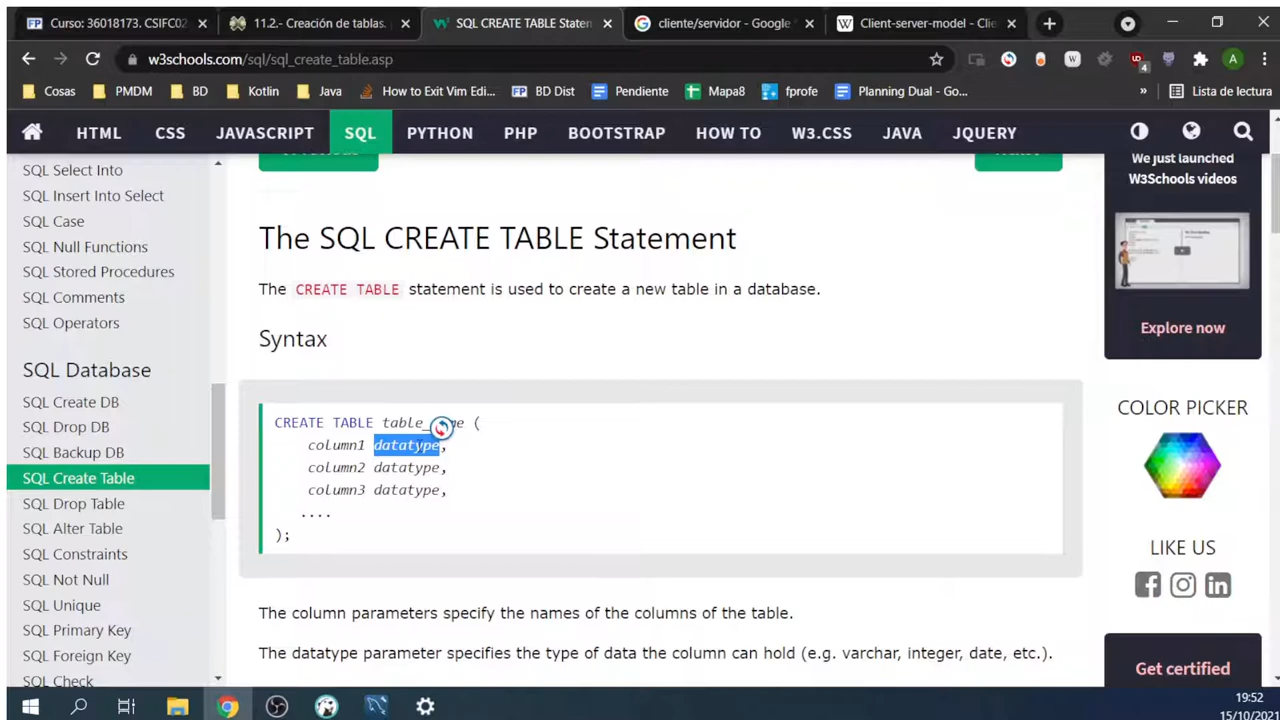 Curso: 36018173. CSIFC02
11.2.- Creación de tablas.
SQL CREATE TABLE Staten
cliente/servidor - Google
Client-server-model - Clie
w3schools.com/sql/sql_create_table.asp
4
A
Cosas
PMDM
BD
Kotlin
Java
How to Exit Vim Edi...
FP BD Dist
Pendiente
Mapa8
fprofe
Planning Dual - Go...
»
Lista de lectura
HTML
CSS
JAVASCRIPT
SQL
PYTHON
PHP
BOOTSTRAP
HOW TO
W3.CSS
JAVA
JQUERY
SQL Select Into
SQL Insert Into Select
SQL Case
SQL Null Functions
SQL Stored Procedures
SQL Comments
SQL Operators
SQL Database
SQL Create DB
SQL Drop DB
SQL Backup DB
SQL Create Table
SQL Drop Table
SQL Alter Table
SQL Constraints
SQL Not Null
SQL Unique
SQL Primary Key
SQL Foreign Key
SQL Check
The SQL CREATE TABLE Statement
The CREATE TABLE statement is used to create a new table in a database.
Syntax
CREATE TABLE (
column1 datatype,
column2 datatype,
column3 datatype,
....
);
The column parameters specify the names of the columns of the table.
The datatype parameter specifies the type of data the column can hold (e.g. varchar, integer, date, etc.).
We just launched
W3Schools videos
Explore now
COLOR PICKER
LIKE US
Get certified
19:52
15/10/2021